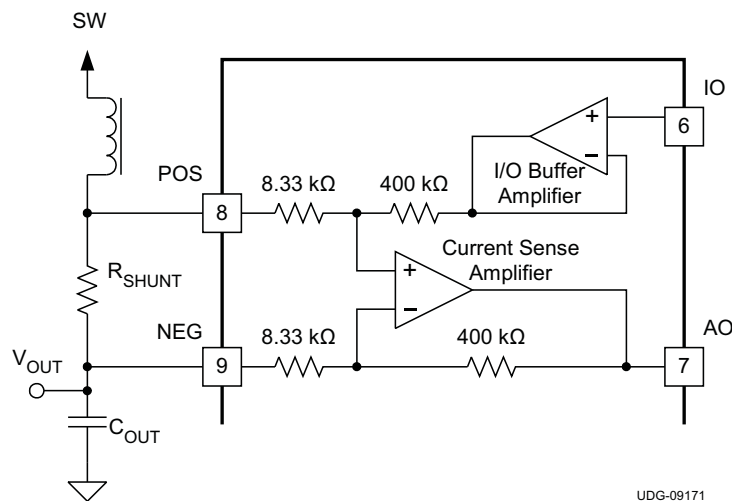 SW
IO
6
+
−
I/O Buffer
Amplifier
POS
8
8.33 kΩ
400 kΩ
Current Sense
Amplifier
+
−
R_SHUNT
NEG
9
8.33 kΩ
400 kΩ
AO
7
V_OUT
C_OUT
UDG-09171